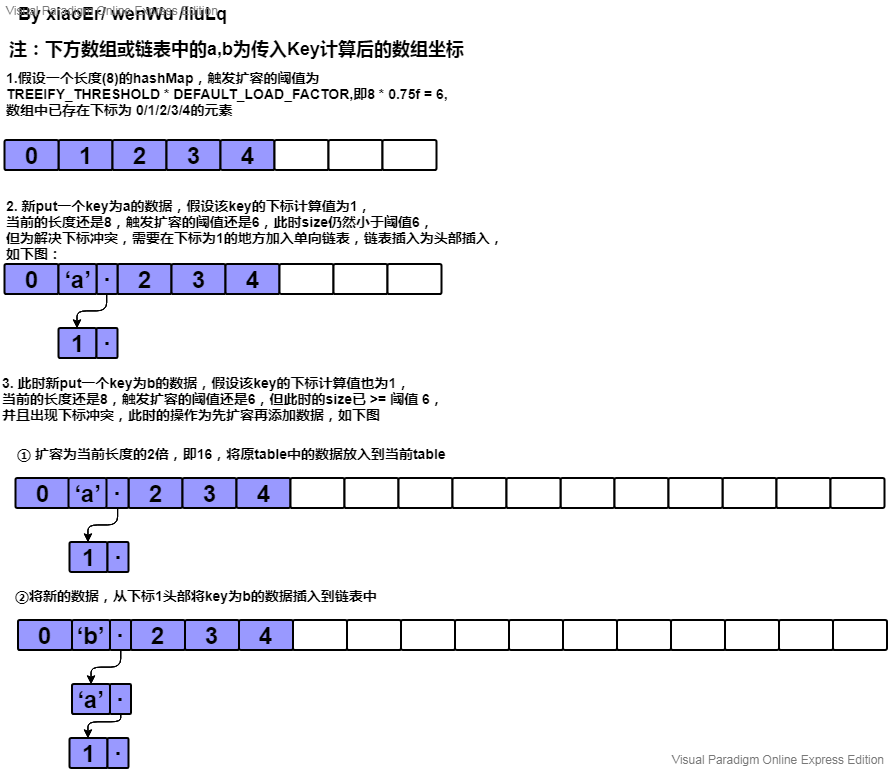 Visual Paradigm Online Express Edition
By xiaoEr/ wenWu /liuLq
注：下方数组或链表中的a,b为传入Key计算后的数组坐标
1.假设一个长度(8)的hashMap，触发扩容的阈值为
TREEIFY_THRESHOLD * DEFAULT_LOAD_FACTOR,即8 * 0.75f = 6,
数组中已存在下标为 0/1/2/3/4的元素
0 1 2 3 4
2. 新put一个key为a的数据，假设该key的下标计算值为1，
当前的长度还是8，触发扩容的阈值还是6，此时size仍然小于阈值6，
但为解决下标冲突，需要在下标为1的地方加入单向链表，链表插入为头部插入，
如下图：
0 ‘a’ · 2 3 4
1 ·
3. 此时新put一个key为b的数据，假设该key的下标计算值也为1，
当前的长度还是8，触发扩容的阈值还是6，但此时的size已 >= 阈值 6，
并且出现下标冲突，此时的操作为先扩容再添加数据，如下图
① 扩容为当前长度的2倍，即16，将原table中的数据放入到当前table
0 ‘a’ · 2 3 4
1 ·
②将新的数据，从下标1头部将key为b的数据插入到链表中
0 ‘b’ · 2 3 4
‘a’ ·
1 ·
Visual Paradigm Online Express Edition